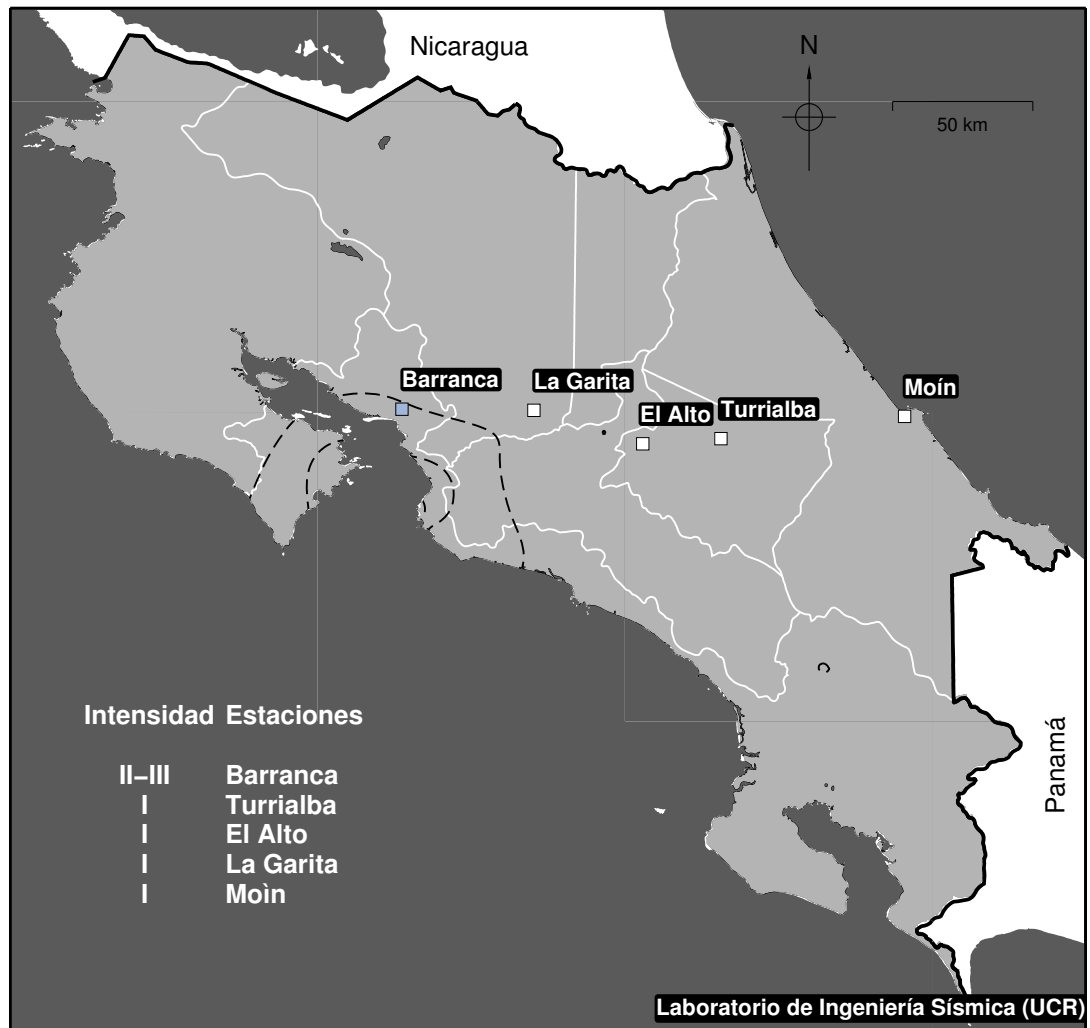 Nicaragua
N
50 km
Barranca
La Garita
Moín
El Alto
Turrialba
Intensidad Estaciones
II–III Barranca
I Turrialba
I El Alto
I La Garita
I Moìn
Panamá
Laboratorio de Ingeniería Sísmica (UCR)